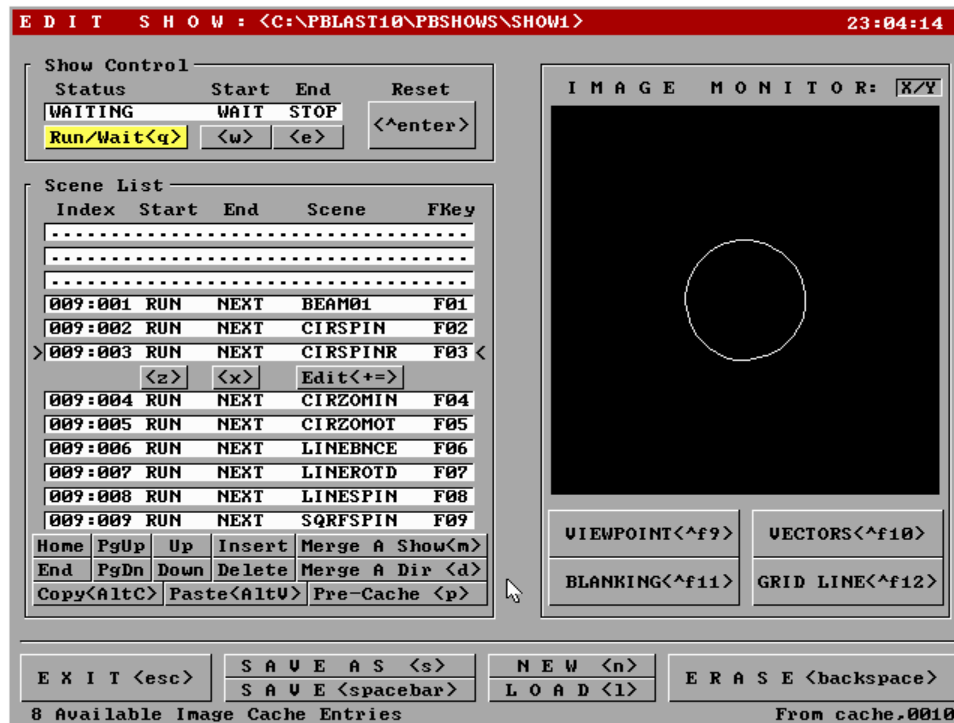 E D I T   S H O W : <C:\PBLAST10\PBSHOWS\SHOW1>   23:04:14
Show Control
Status   Start   End   Reset
WAITING   WAIT   STOP
<^enter>
Run/Wait<q>   <w>   <e>
Scene List
Index   Start   End   Scene   FKey
. . . . . . . . . . . . . . . . . . . . . . . . . . . . . . . . . . .
. . . . . . . . . . . . . . . . . . . . . . . . . . . . . . . . . . .
. . . . . . . . . . . . . . . . . . . . . . . . . . . . . . . . . . .
009:001   RUN   NEXT   BEAM01   F01
009:002   RUN   NEXT   CIRSPIN   F02
>009:003   RUN   NEXT   CIRSPINR   F03 <
<z>   <x>   Edit<+=>
009:004   RUN   NEXT   CIRZOMIN   F04
009:005   RUN   NEXT   CIRZOMOT   F05
009:006   RUN   NEXT   LINEBNCE   F06
009:007   RUN   NEXT   LINEROTD   F07
009:008   RUN   NEXT   LINESPIN   F08
009:009   RUN   NEXT   SQRFSPIN   F09
Home   PgUp   Up   Insert   Merge A Show<m>
End   PgDn   Down   Delete   Merge A Dir <d>
Copy<AltC>   Paste<AltV>   Pre-Cache <p>
I M A G E   M O N I T O R:   X/Y
VIEWPOINT<^f9>   VECTORS<^f10>
BLANKING<^f11>   GRID LINE<^f12>
E X I T <esc>
S A V E   A S   <s>
S A V E <spacebar>
N E W   <n>
L O A D <l>
E R A S E <backspace>
8 Available Image Cache Entries   From cache,0010